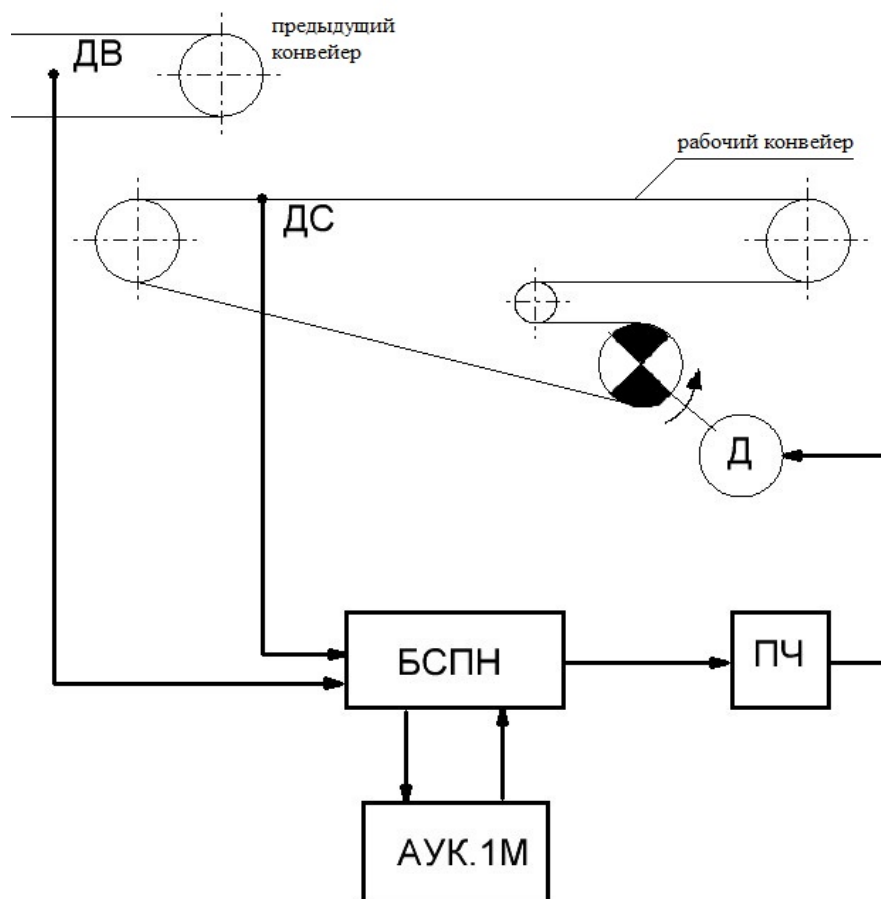 предыдущий
конвейер
ДВ
рабочий конвейер
ДС
Д
БСПН
ПЧ
АУК.1М